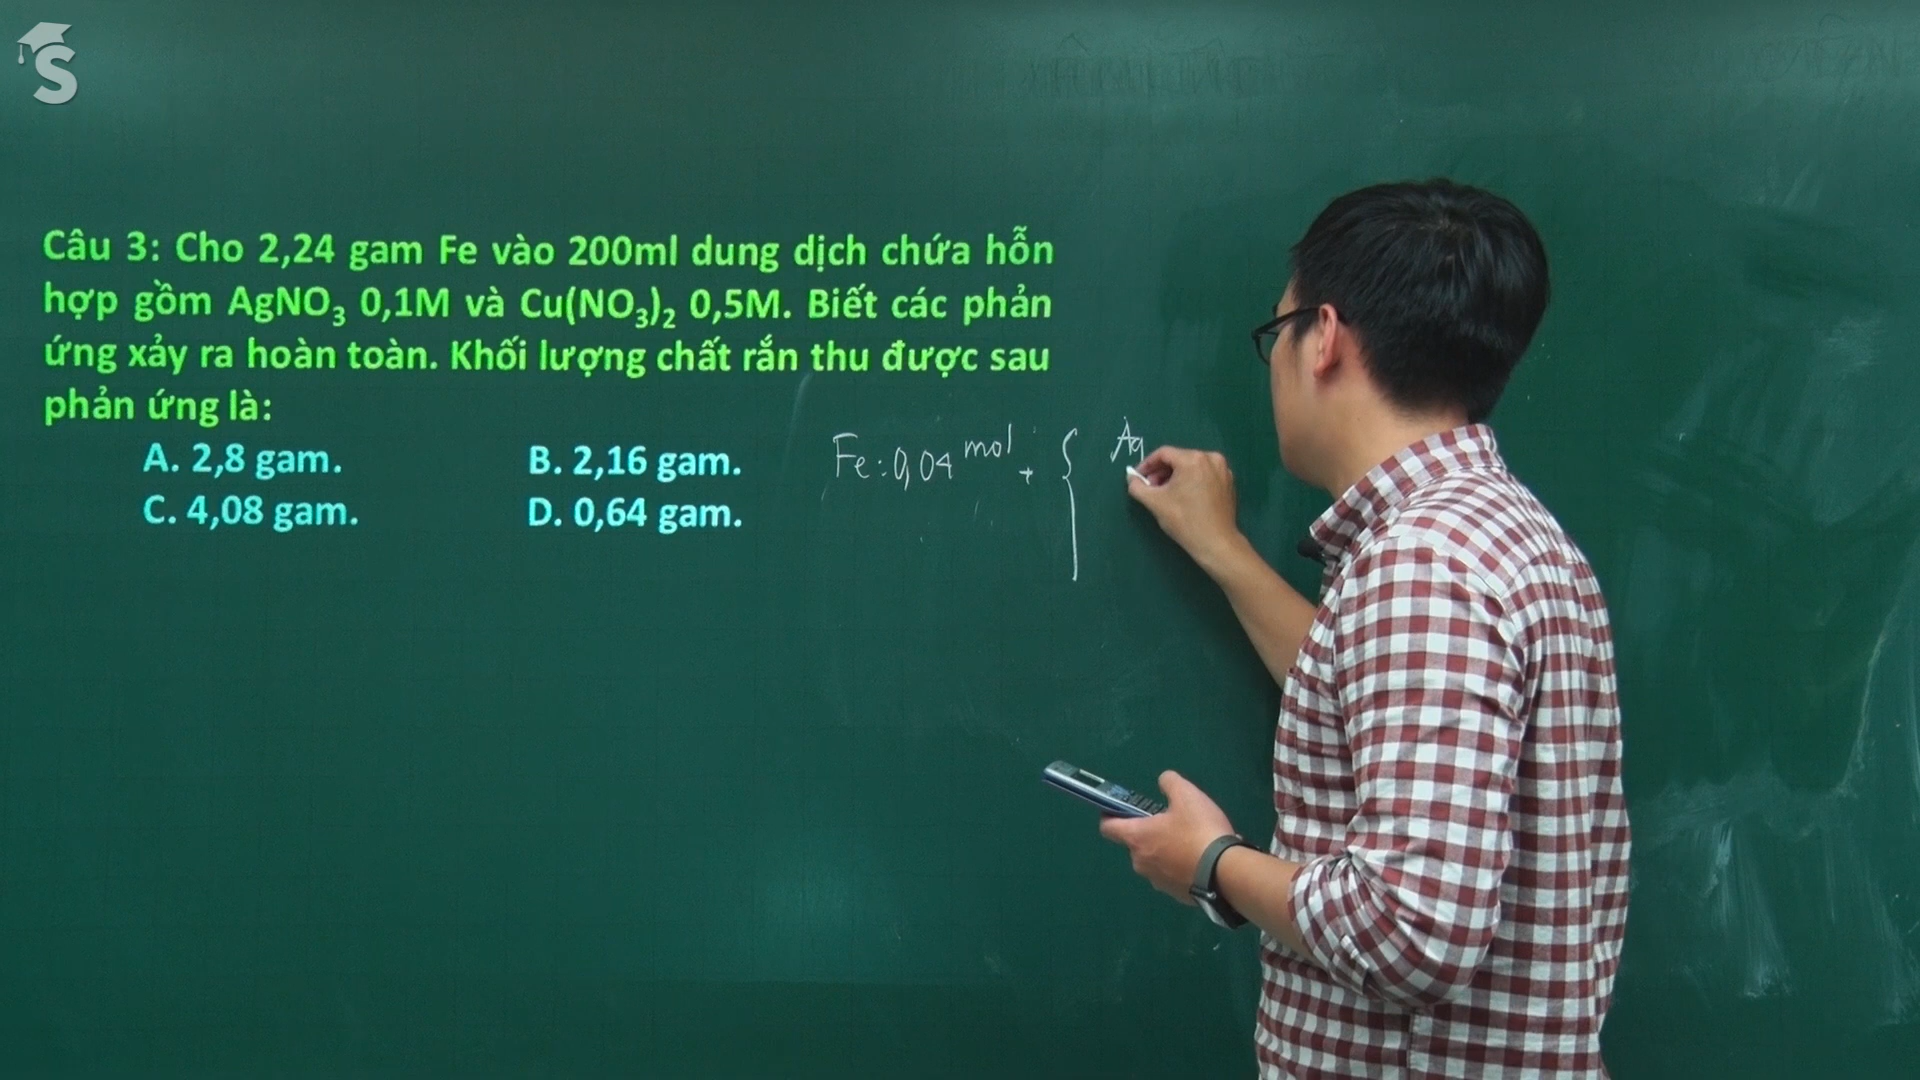 S
Câu 3: Cho 2,24 gam Fe vào 200ml dung dịch chứa hỗn
hợp gồm AgNO₃ 0,1M và Cu(NO₃)₂ 0,5M. Biết các phản
ứng xảy ra hoàn toàn. Khối lượng chất rắn thu được sau
phản ứng là:
A. 2,8 gam. B. 2,16 gam.
C. 4,08 gam. D. 0,64 gam.
Fe: 0,04 mol + { Ag